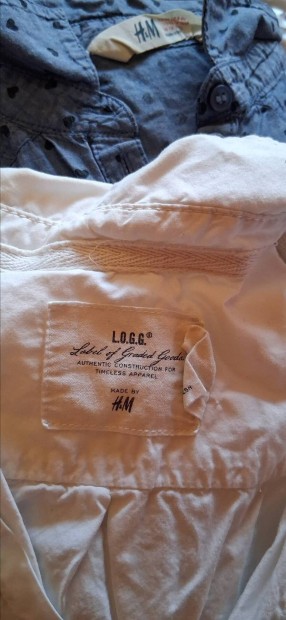 H&M
L.O.G.G.®
Label of Graded Goods
AUTHENTIC CONSTRUCTION FOR
TIMELESS APPAREL
MADE BY
H&M